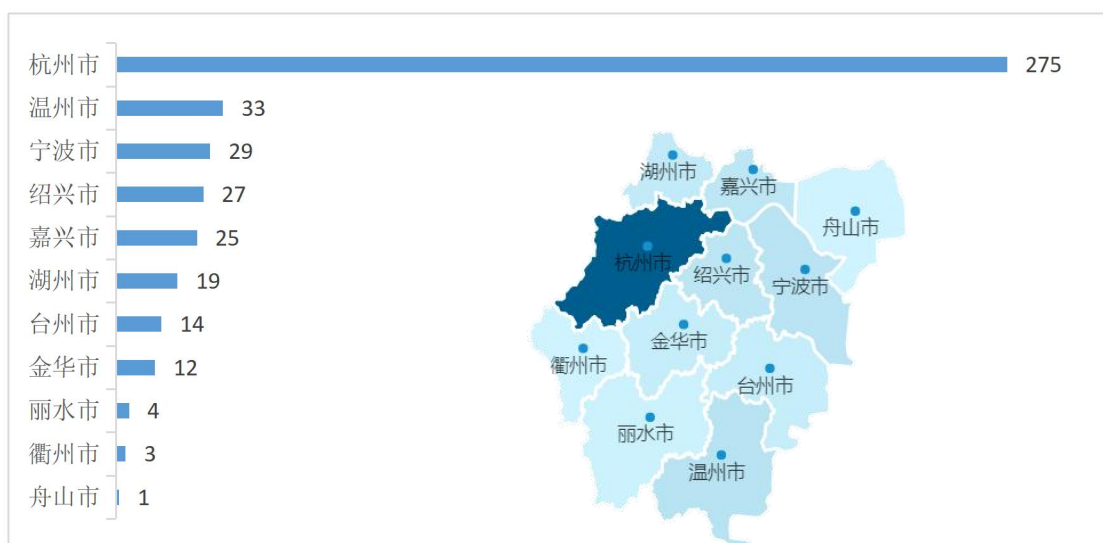 杭州市 275
温州市 33
宁波市 29
绍兴市 27
嘉兴市 25
湖州市 19
台州市 14
金华市 12
丽水市 4
衢州市 3
舟山市 1
湖州市
嘉兴市
舟山市
杭州市
绍兴市
宁波市
金华市
衢州市
台州市
丽水市
温州市